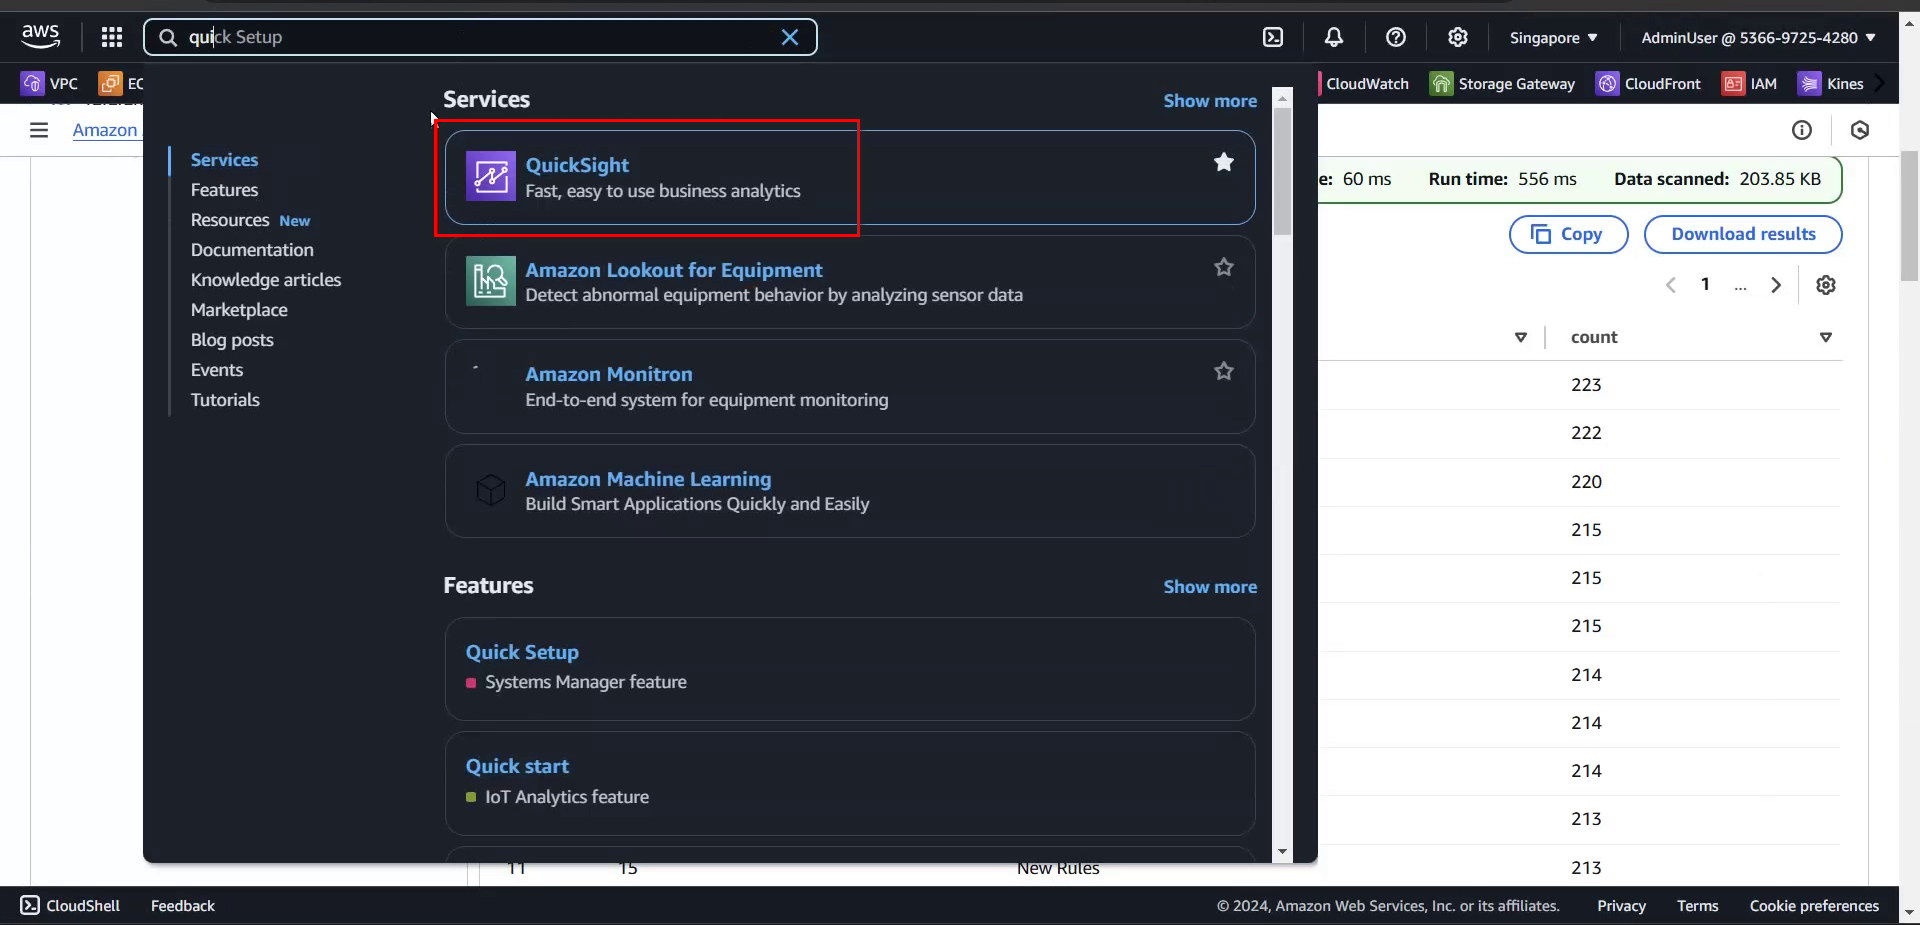 aws
quick Setup
Singapore ▼
AdminUser @ 5366-9725-4280 ▼
VPC
EC
CloudWatch
Storage Gateway
CloudFront
IAM
Kines
Amazon
Services
Features
Resources New
Documentation
Knowledge articles
Marketplace
Blog posts
Events
Tutorials
Services
Show more
QuickSight
Fast, easy to use business analytics
Amazon Lookout for Equipment
Detect abnormal equipment behavior by analyzing sensor data
Amazon Monitron
End-to-end system for equipment monitoring
Amazon Machine Learning
Build Smart Applications Quickly and Easily
Features
Show more
Quick Setup
Systems Manager feature
Quick start
IoT Analytics feature
e: 60 ms Run time: 556 ms Data scanned: 203.85 KB
Copy
Download results
1 ...
count
223
222
220
215
215
215
214
214
214
213
11 15 New Rules 213
CloudShell
Feedback
© 2024, Amazon Web Services, Inc. or its affiliates.
Privacy
Terms
Cookie preferences